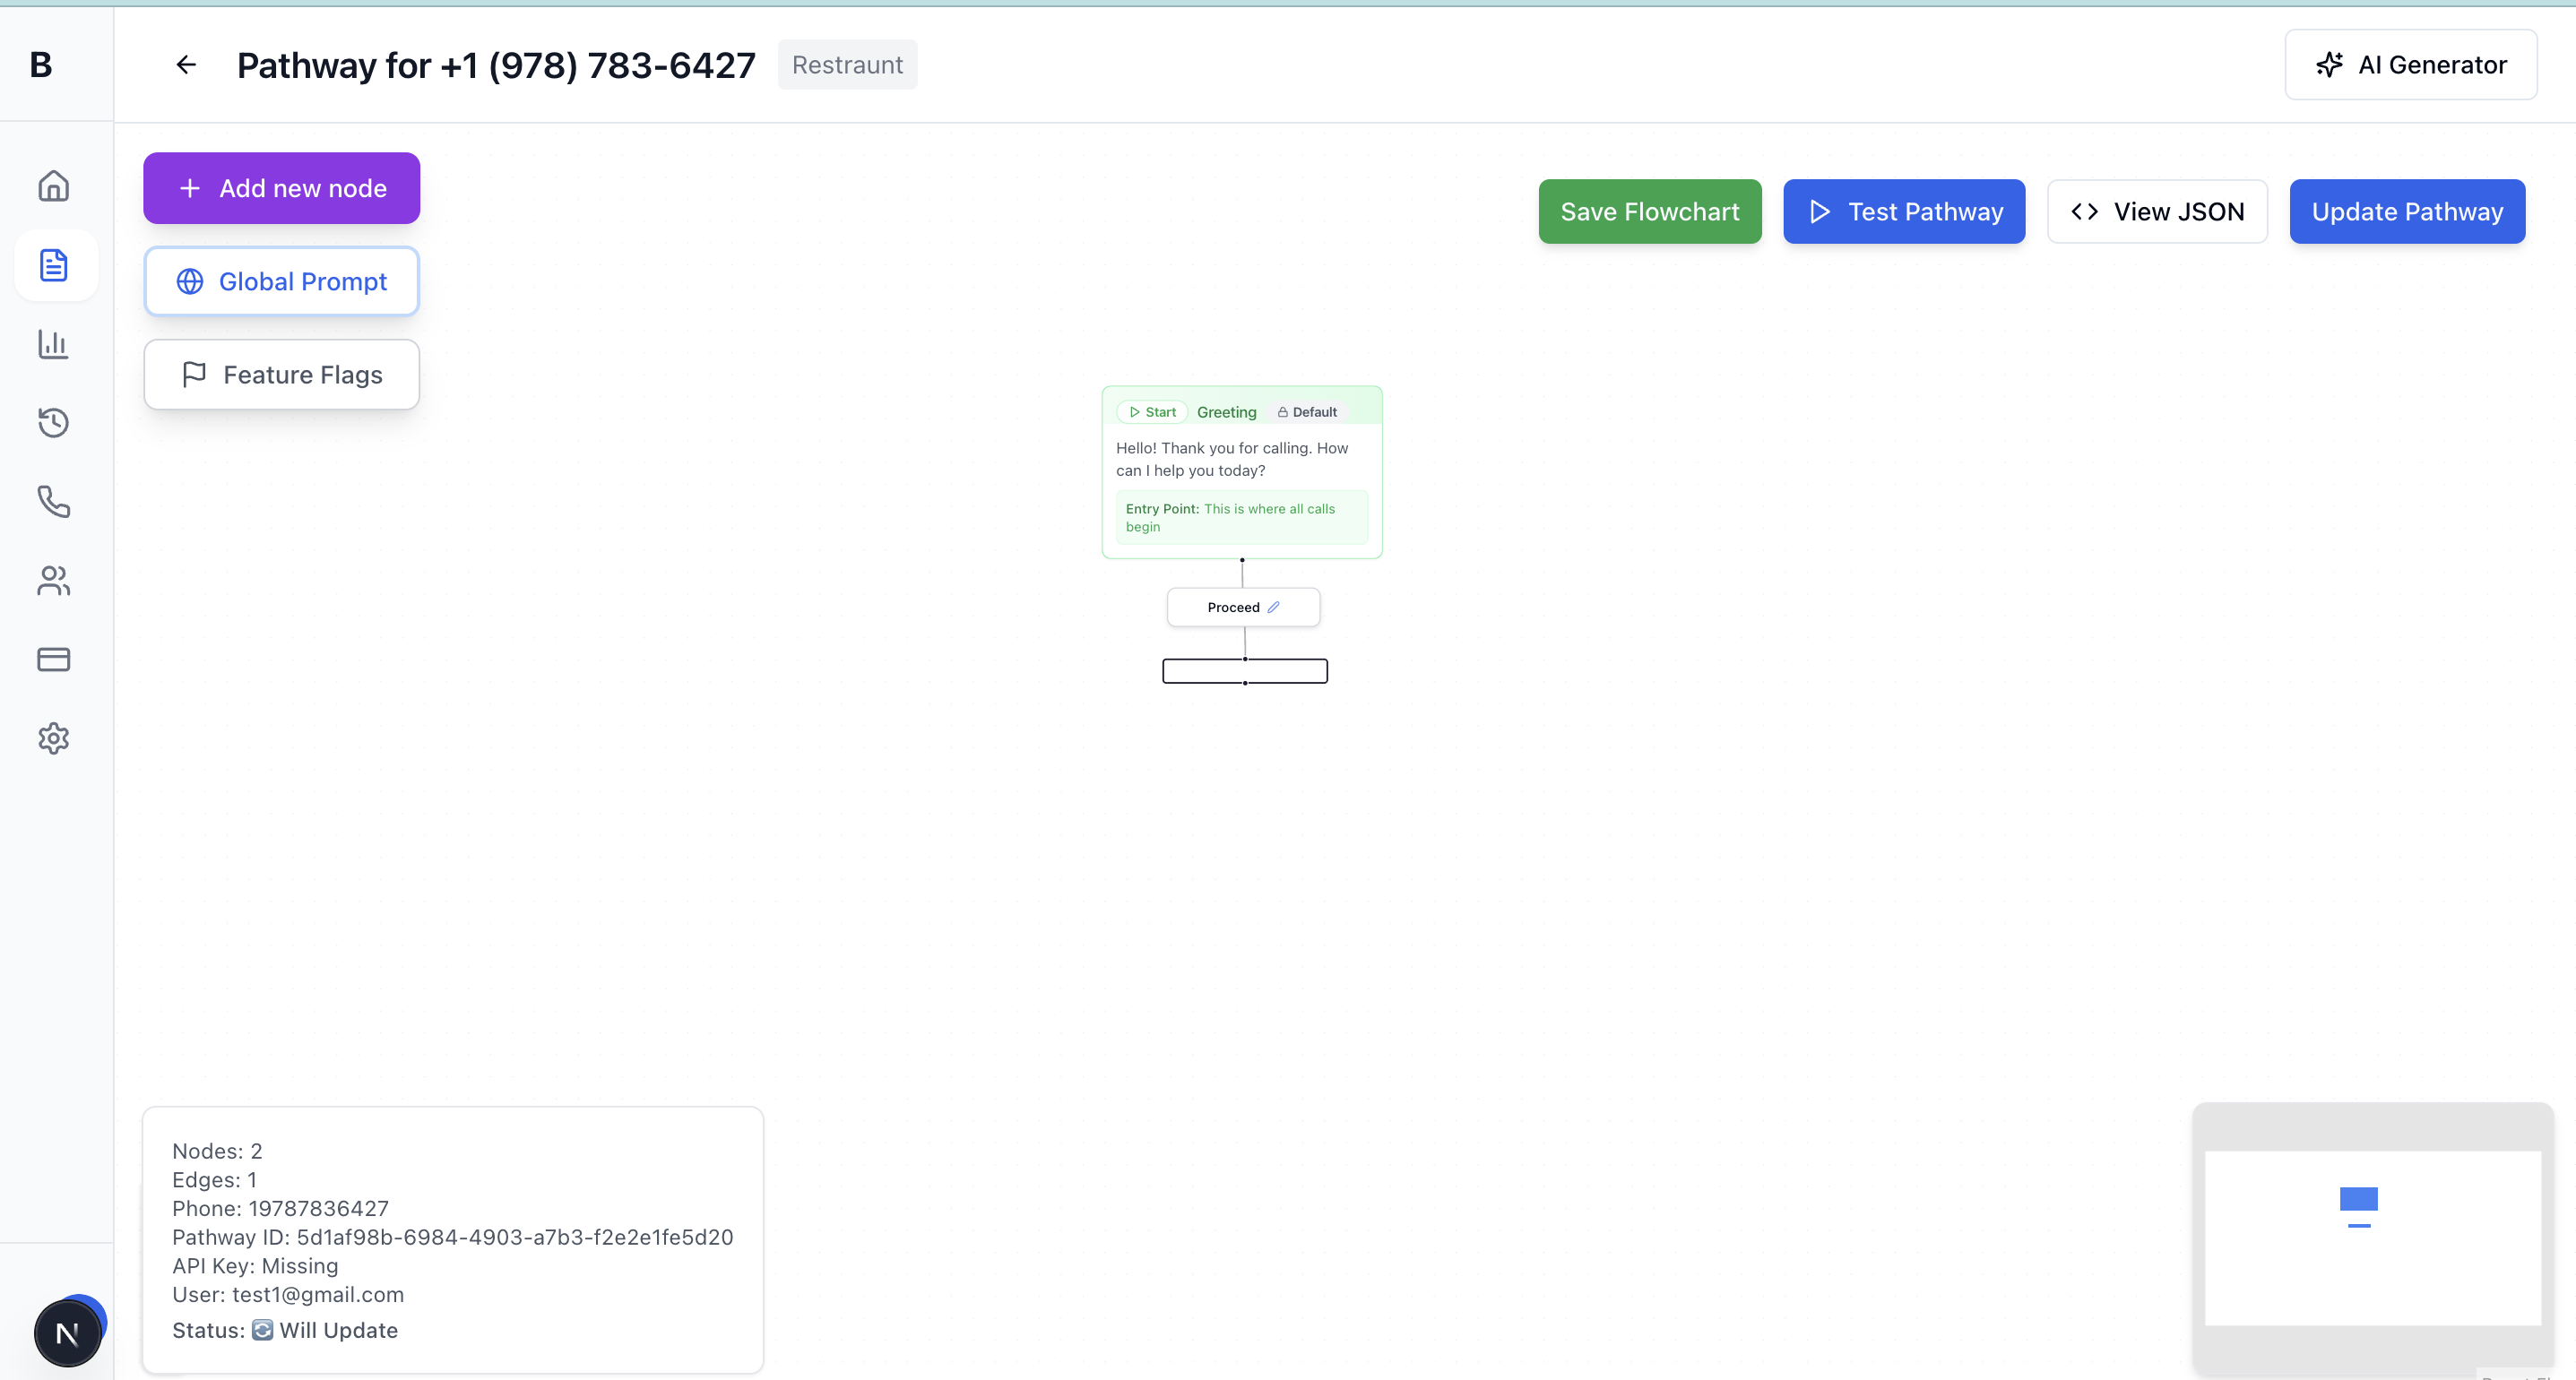 B
Pathway for +1 (978) 783-6427
Restraunt
AI Generator
Add new node
Global Prompt
Feature Flags
Save Flowchart
Test Pathway
View JSON
Update Pathway
Start
Greeting
Default
Hello! Thank you for calling. How
can I help you today?
Entry Point: This is where all calls
begin
Proceed
Nodes: 2
Edges: 1
Phone: 19787836427
Pathway ID: 5d1af98b-6984-4903-a7b3-f2e2e1fe5d20
API Key: Missing
User: test1@gmail.com
Status: 🔄 Will Update
N